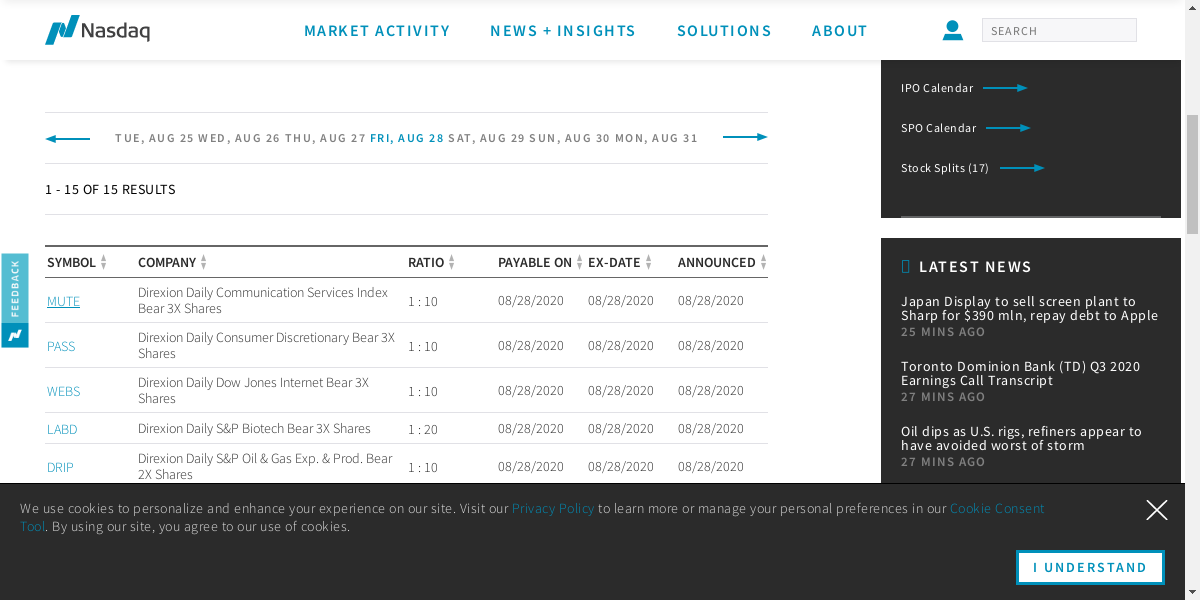 Nasdaq
MARKET ACTIVITY NEWS + INSIGHTS SOLUTIONS ABOUT
SEARCH
TUE, AUG 25 WED, AUG 26 THU, AUG 27 FRI, AUG 28 SAT, AUG 29 SUN, AUG 30 MON, AUG 31
1 - 15 OF 15 RESULTS
SYMBOL COMPANY RATIO PAYABLE ON EX-DATE ANNOUNCED
MUTE Direxion Daily Communication Services Index
Bear 3X Shares 1 : 10 08/28/2020 08/28/2020 08/28/2020
PASS Direxion Daily Consumer Discretionary Bear 3X
Shares 1 : 10 08/28/2020 08/28/2020 08/28/2020
WEBS Direxion Daily Dow Jones Internet Bear 3X
Shares 1 : 10 08/28/2020 08/28/2020 08/28/2020
LABD Direxion Daily S&P Biotech Bear 3X Shares 1 : 20 08/28/2020 08/28/2020 08/28/2020
DRIP Direxion Daily S&P Oil & Gas Exp. & Prod. Bear
2X Shares 1 : 10 08/28/2020 08/28/2020 08/28/2020
FEEDBACK
IPO Calendar
SPO Calendar
Stock Splits (17)
LATEST NEWS
Japan Display to sell screen plant to
Sharp for $390 mln, repay debt to Apple
25 MINS AGO
Toronto Dominion Bank (TD) Q3 2020
Earnings Call Transcript
27 MINS AGO
Oil dips as U.S. rigs, refiners appear to
have avoided worst of storm
27 MINS AGO
We use cookies to personalize and enhance your experience on our site. Visit our Privacy Policy to learn more or manage your personal preferences in our Cookie Consent
Tool. By using our site, you agree to our use of cookies.
I UNDERSTAND